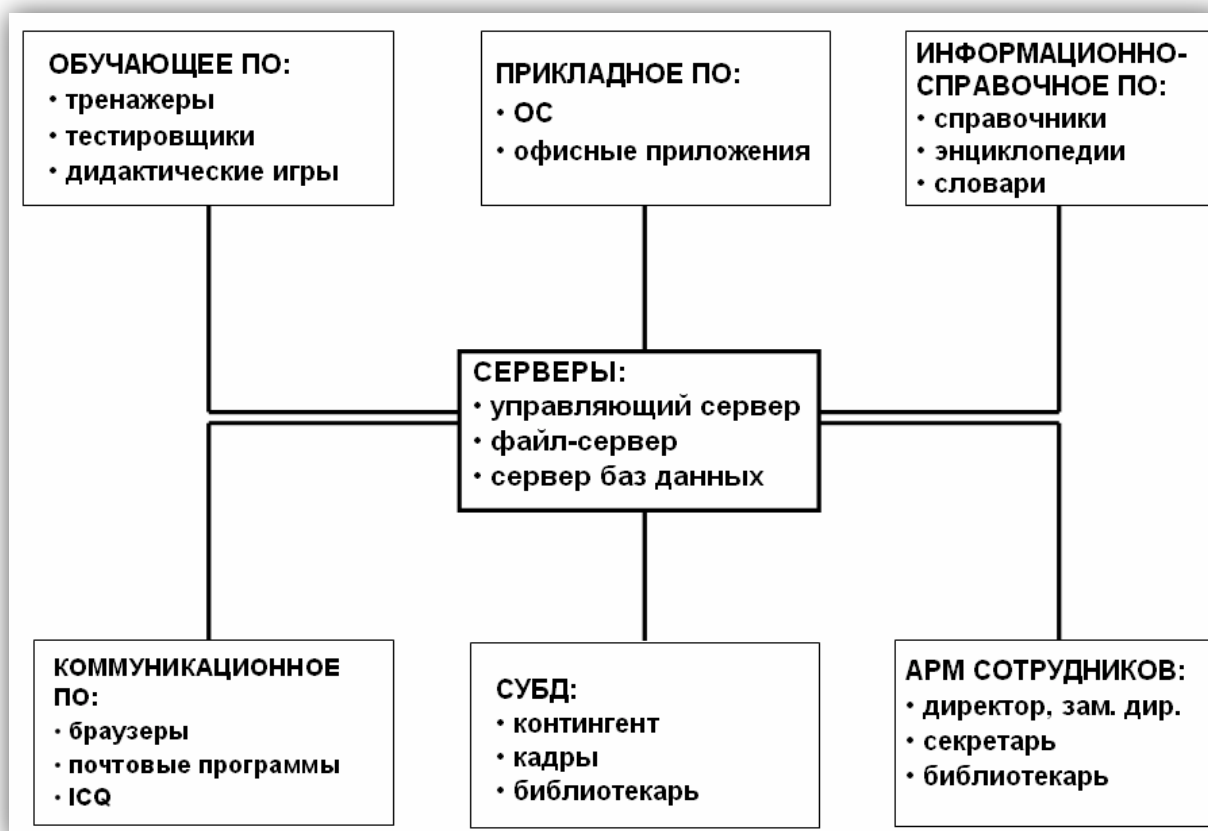 ОБУЧАЮЩЕЕ ПО:
• тренажеры
• тестировщики
• дидактические игры
ПРИКЛАДНОЕ ПО:
• ОС
• офисные приложения
ИНФОРМАЦИОННО-
СПРАВОЧНОЕ ПО:
• справочники
• энциклопедии
• словари
СЕРВЕРЫ:
• управляющий сервер
• файл-сервер
• сервер баз данных
КОММУНИКАЦИОННОЕ
ПО:
• браузеры
• почтовые программы
• ICQ
СУБД:
• контингент
• кадры
• библиотекарь
АРМ СОТРУДНИКОВ:
• директор, зам. дир.
• секретарь
• библиотекарь